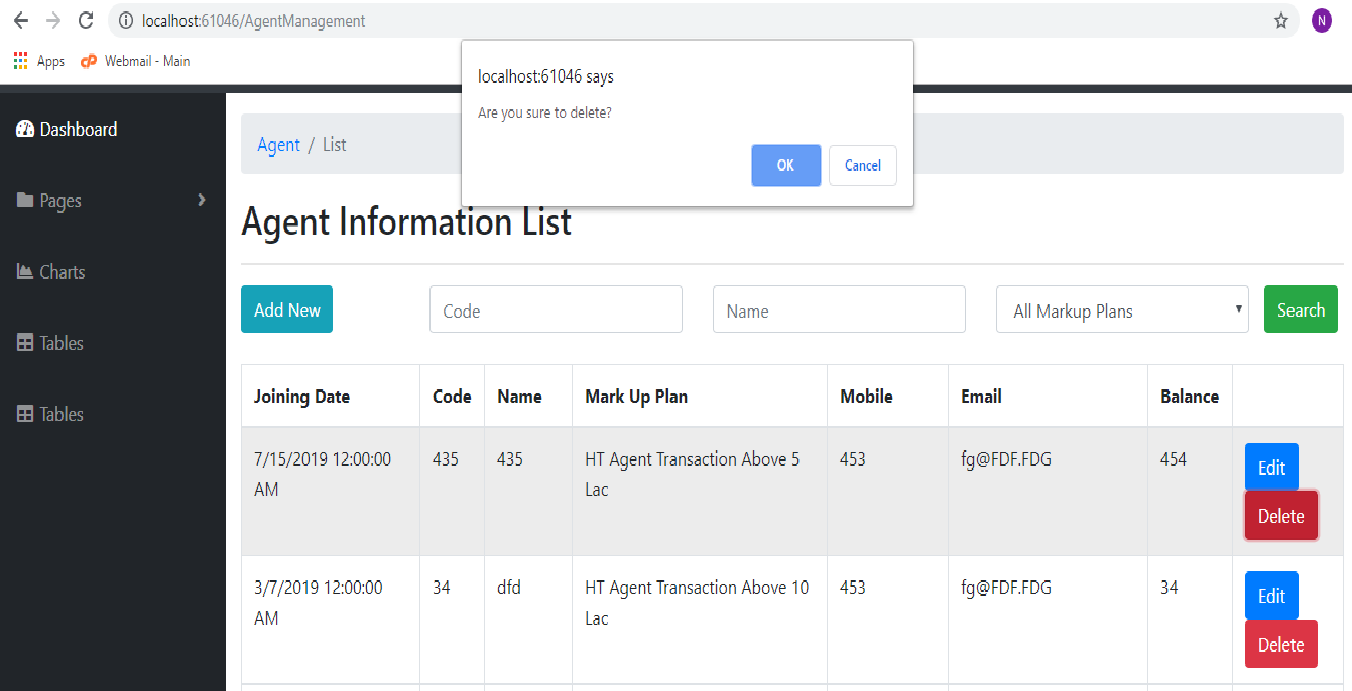 localhost:61046/AgentManagement
N
Apps
Webmail - Main
localhost:61046 says
Are you sure to delete?
OK
Cancel
Dashboard
Pages
Charts
Tables
Tables
Agent / List
Agent Information List
Add New
Code
Name
All Markup Plans
Search
Joining Date Code Name Mark Up Plan Mobile Email Balance
7/15/2019 12:00:00 435 435 HT Agent Transaction Above 5 453 fg@FDF.FDG 454 Edit
AM Lac
Delete
3/7/2019 12:00:00 34 dfd HT Agent Transaction Above 10 453 fg@FDF.FDG 34 Edit
AM Lac
Delete